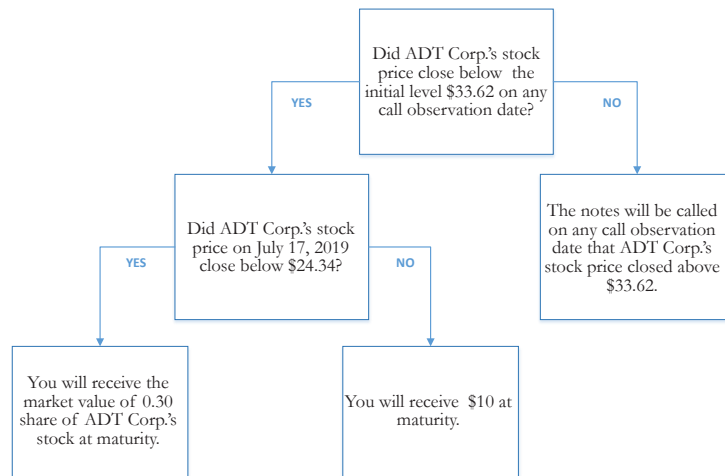 Did ADT Corp.'s stock
price close below the
initial level $33.62 on any
call observation date?
YES
NO
Did ADT Corp.'s stock
price on July 17, 2019
close below $24.34?
The notes will be called
on any call observation
date that ADT Corp.'s
stock price closed above
$33.62.
YES
NO
You will receive the
market value of 0.30
share of ADT Corp.'s
stock at maturity.
You will receive $10 at
maturity.